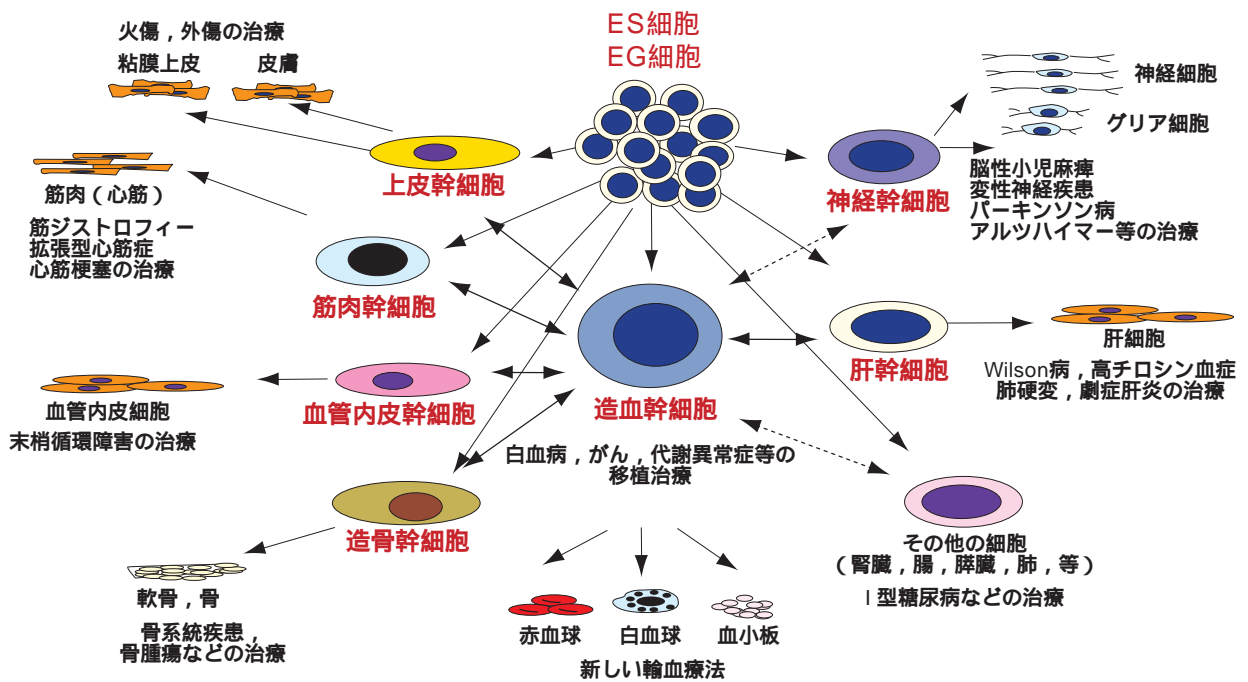 火傷，外傷の治療
粘膜上皮
皮膚
ES細胞
EG細胞
神経細胞
グリア細胞
上皮幹細胞
神経幹細胞
脳性小児麻痺
変性神経疾患
パーキンソン病
アルツハイマー等の治療
筋肉（心筋）
筋ジストロフィー
拡張型心筋症
心筋梗塞の治療
筋肉幹細胞
肝幹細胞
肝細胞
Wilson病，高チロシン血症
肺硬変，劇症肝炎の治療
血管内皮細胞
末梢循環障害の治療
血管内皮幹細胞
造血幹細胞
白血病，がん，代謝異常症等の
移植治療
造骨幹細胞
その他の細胞
（腎臓，腸，膵臓，肺，等）
I型糖尿病などの治療
軟骨，骨
骨系統疾患，
骨腫瘍などの治療
赤血球
白血球
血小板
新しい輸血療法